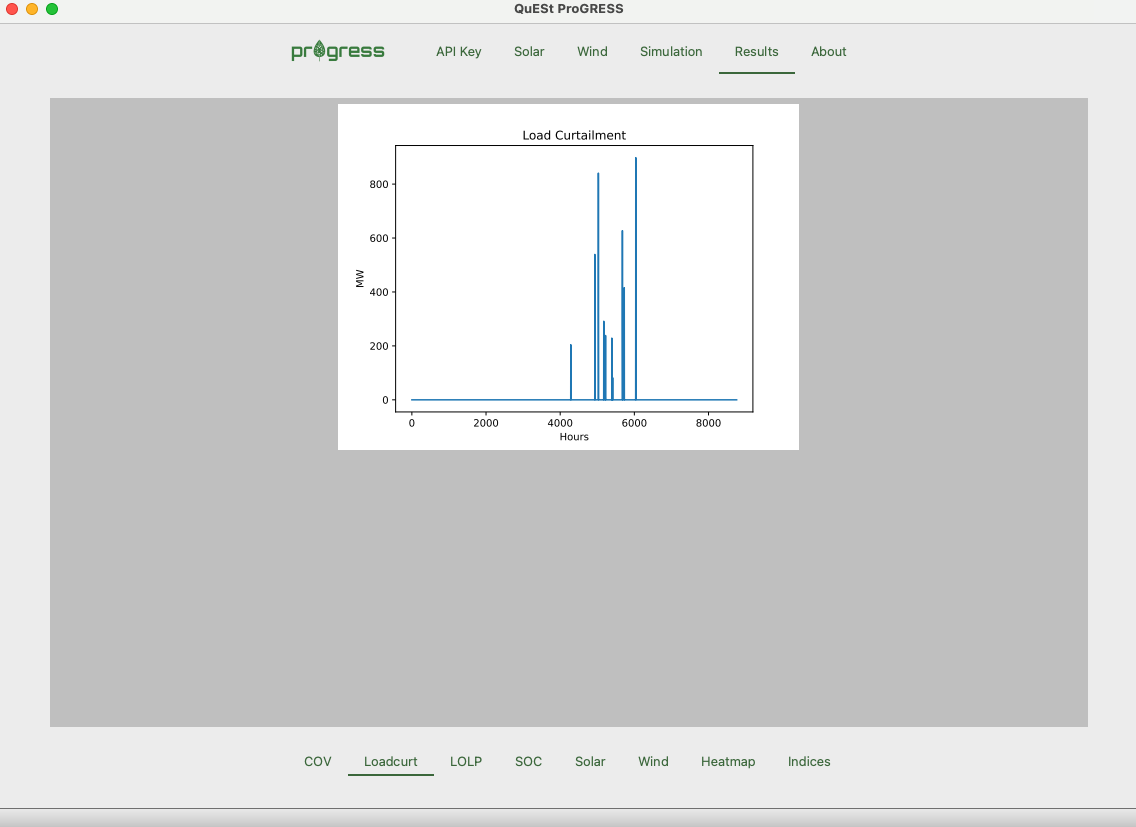 QuESt ProGRESS
progress API Key Solar Wind Simulation Results About
Load Curtailment
800
600
400
200
0
MW
0 2000 4000 6000 8000
Hours
COV Loadcurt LOLP SOC Solar Wind Heatmap Indices